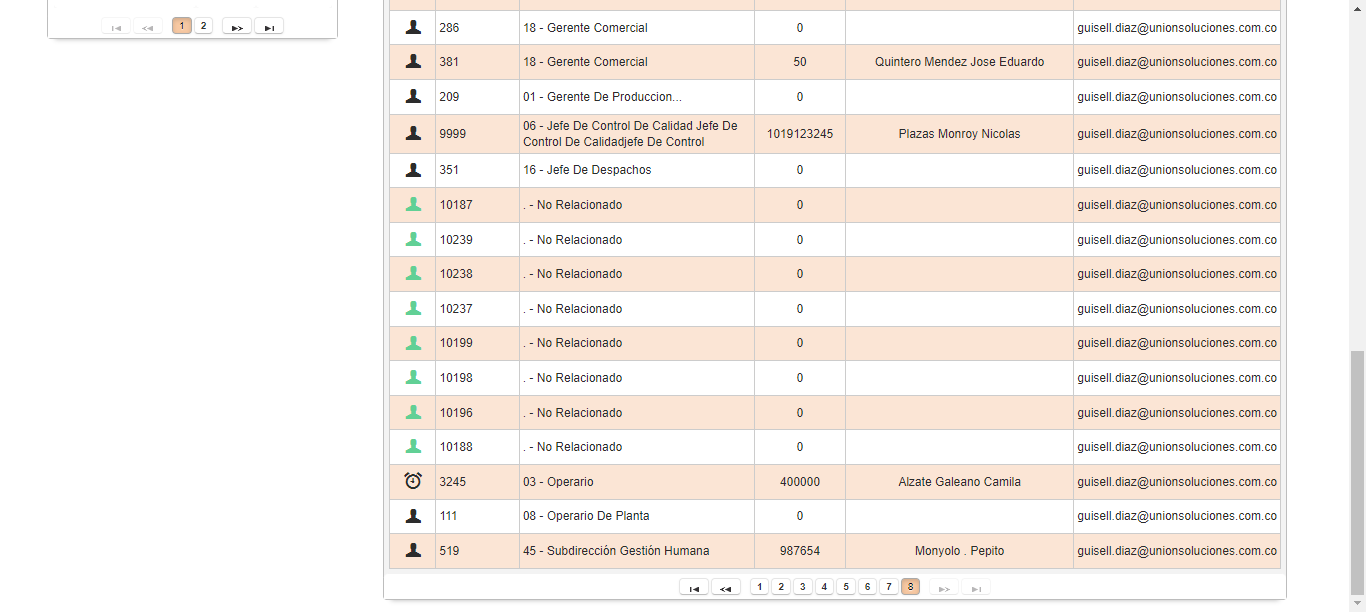 1 2
286 18 - Gerente Comercial 0 guisell.diaz@unionsoluciones.com.co
381 18 - Gerente Comercial 50 Quintero Mendez Jose Eduardo guisell.diaz@unionsoluciones.com.co
209 01 - Gerente De Produccion... 0 guisell.diaz@unionsoluciones.com.co
9999 06 - Jefe De Control De Calidad Jefe De Control De Calidadjefe De Control 1019123245 Plazas Monroy Nicolas guisell.diaz@unionsoluciones.com.co
351 16 - Jefe De Despachos 0 guisell.diaz@unionsoluciones.com.co
10187 . - No Relacionado 0 guisell.diaz@unionsoluciones.com.co
10239 . - No Relacionado 0 guisell.diaz@unionsoluciones.com.co
10238 . - No Relacionado 0 guisell.diaz@unionsoluciones.com.co
10237 . - No Relacionado 0 guisell.diaz@unionsoluciones.com.co
10199 . - No Relacionado 0 guisell.diaz@unionsoluciones.com.co
10198 . - No Relacionado 0 guisell.diaz@unionsoluciones.com.co
10196 . - No Relacionado 0 guisell.diaz@unionsoluciones.com.co
10188 . - No Relacionado 0 guisell.diaz@unionsoluciones.com.co
3245 03 - Operario 400000 Alzate Galeano Camila guisell.diaz@unionsoluciones.com.co
111 08 - Operario De Planta 0 guisell.diaz@unionsoluciones.com.co
519 45 - Subdirección Gestión Humana 987654 Monyolo . Pepito guisell.diaz@unionsoluciones.com.co
1 2 3 4 5 6 7 8